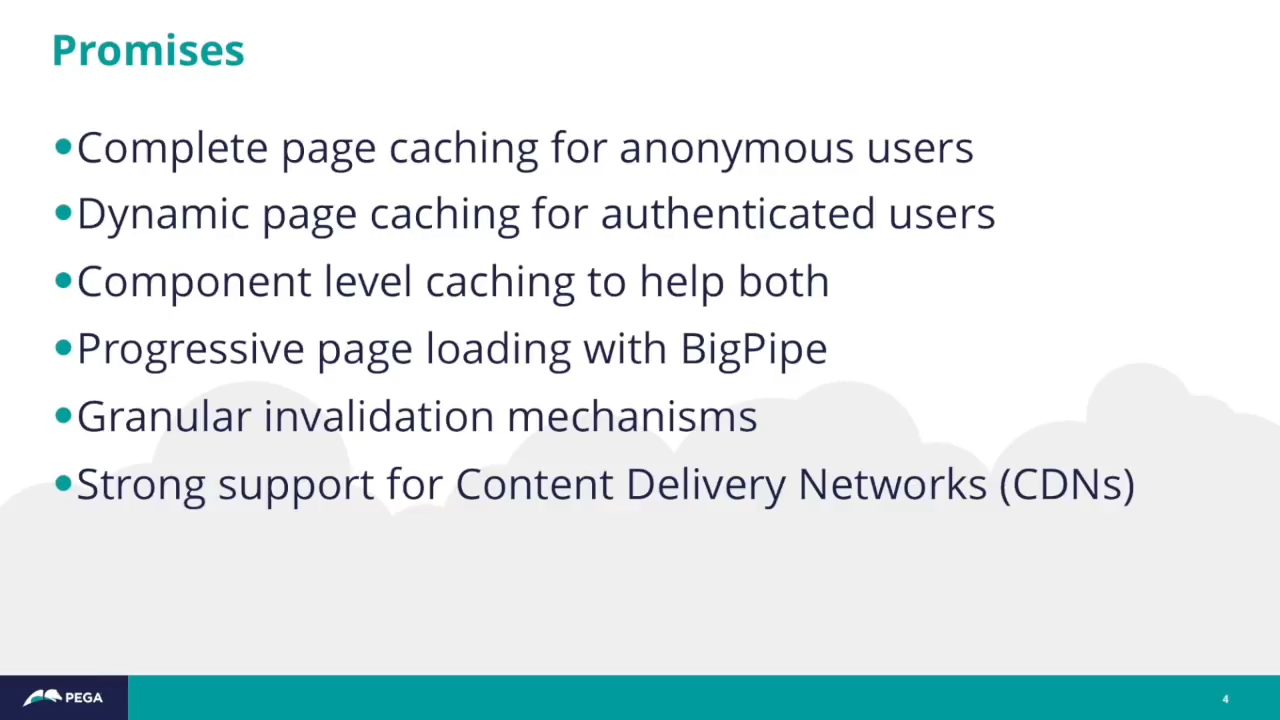 Promises
•Complete page caching for anonymous users
•Dynamic page caching for authenticated users
•Component level caching to help both
•Progressive page loading with BigPipe
•Granular invalidation mechanisms
•Strong support for Content Delivery Networks (CDNs)
PEGA
4